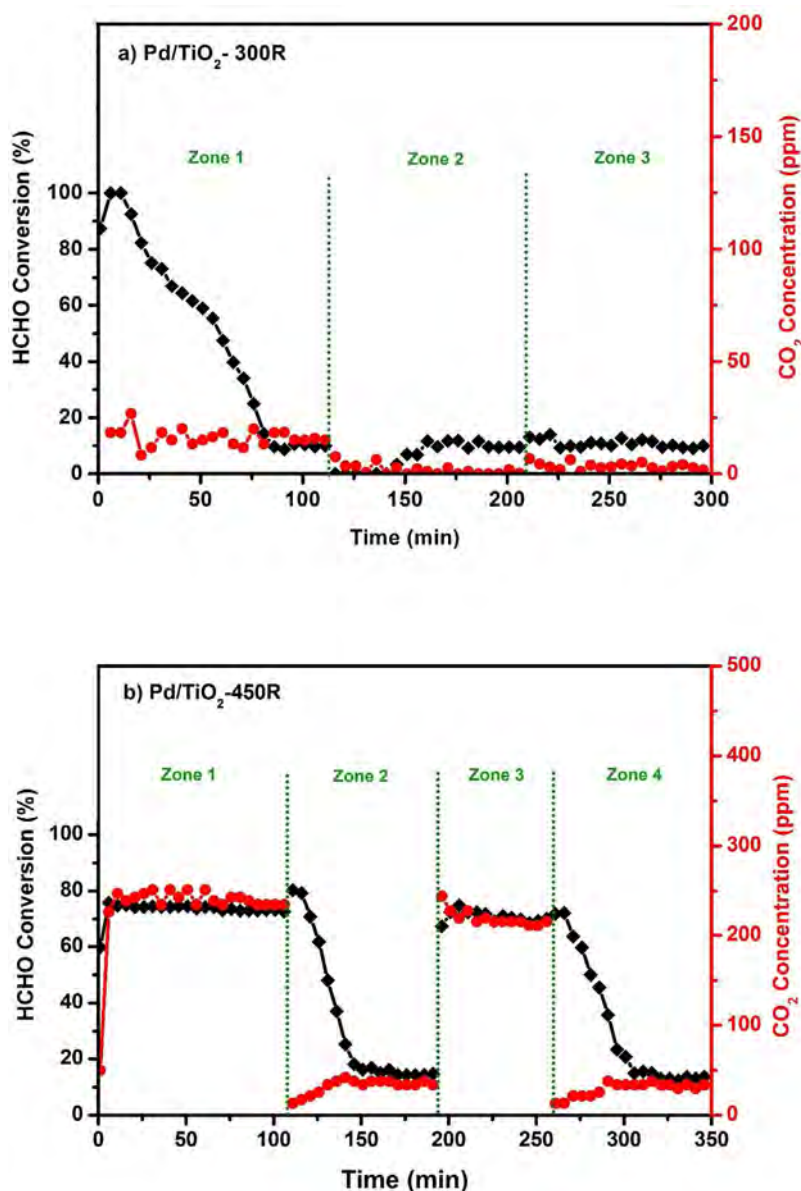 a) Pd/TiO₂- 300R
Zone 1
Zone 2
Zone 3
HCHO Conversion (%)
100
80
60
40
20
0
CO₂ Concentration (ppm)
200
150
100
50
0
0 50 100 150 200 250 300
Time (min)
b) Pd/TiO₂-450R
Zone 1
Zone 2
Zone 3
Zone 4
HCHO Conversion (%)
100
80
60
40
20
0
CO₂ Concentration (ppm)
500
400
300
200
100
0
0 50 100 150 200 250 300 350
Time (min)